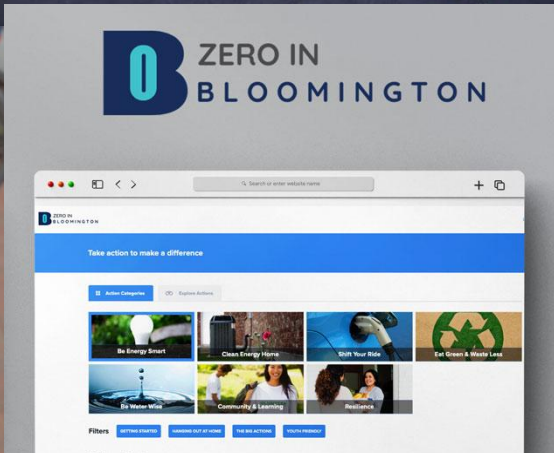 ZERO IN
BLOOMINGTON
Search or enter website name
ZERO IN
BLOOMINGTON
Take action to make a difference
Action Categories
Explore Actions
Be Energy Smart
Clean Energy Home
Shift Your Ride
Eat Green & Waste Less
Be Water Wise
Community & Learning
Resilience
Filters
GETTING STARTED
HANGING OUT AT HOME
THE BIG ACTIONS
YOUTH FRIENDLY